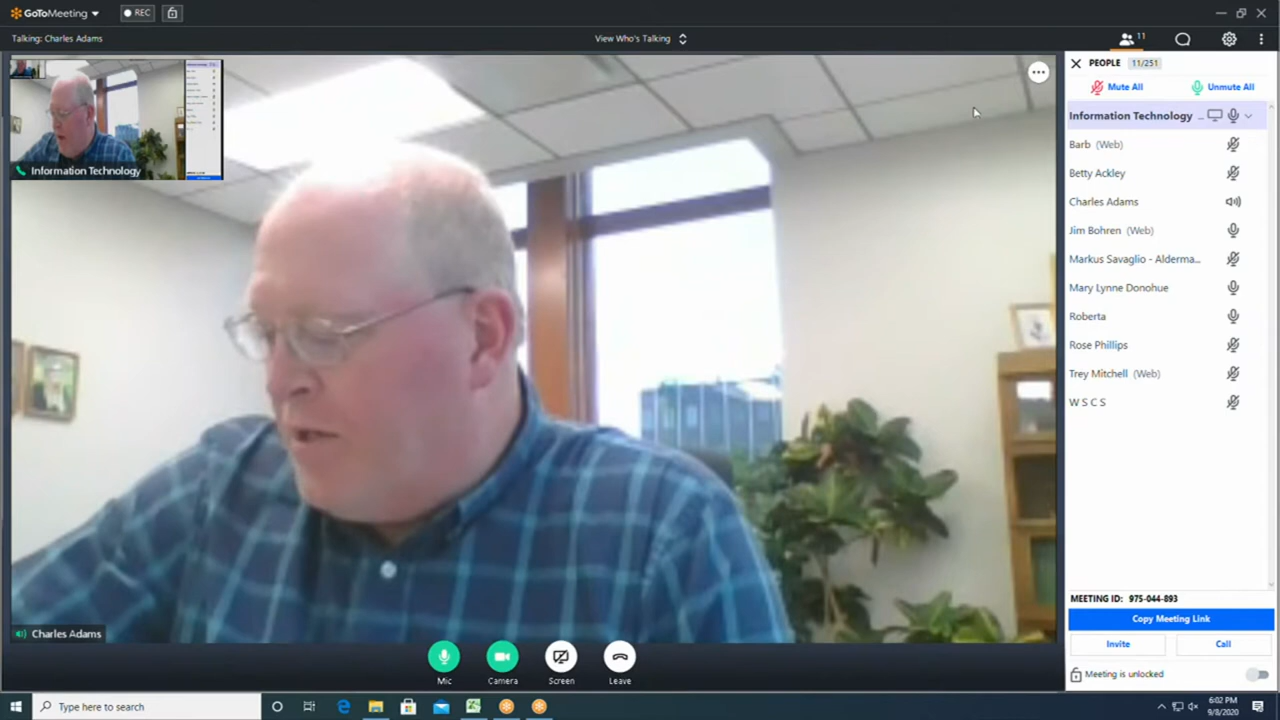 GoToMeeting
REC
Talking: Charles Adams
View Who's Talking
11
PEOPLE
11/251
Mute All
Unmute All
Information Technology ...
Barb (Web)
Betty Ackley
Charles Adams
Jim Bohren (Web)
Markus Savaglio - Alderma...
Mary Lynne Donohue
Roberta
Rose Phillips
Trey Mitchell (Web)
W S C S
Information Technology
Charles Adams
MEETING ID: 975-044-893
Copy Meeting Link
Invite
Call
Meeting is unlocked
Mic
Camera
Screen
Leave
Type here to search
6:02 PM
9/8/2020